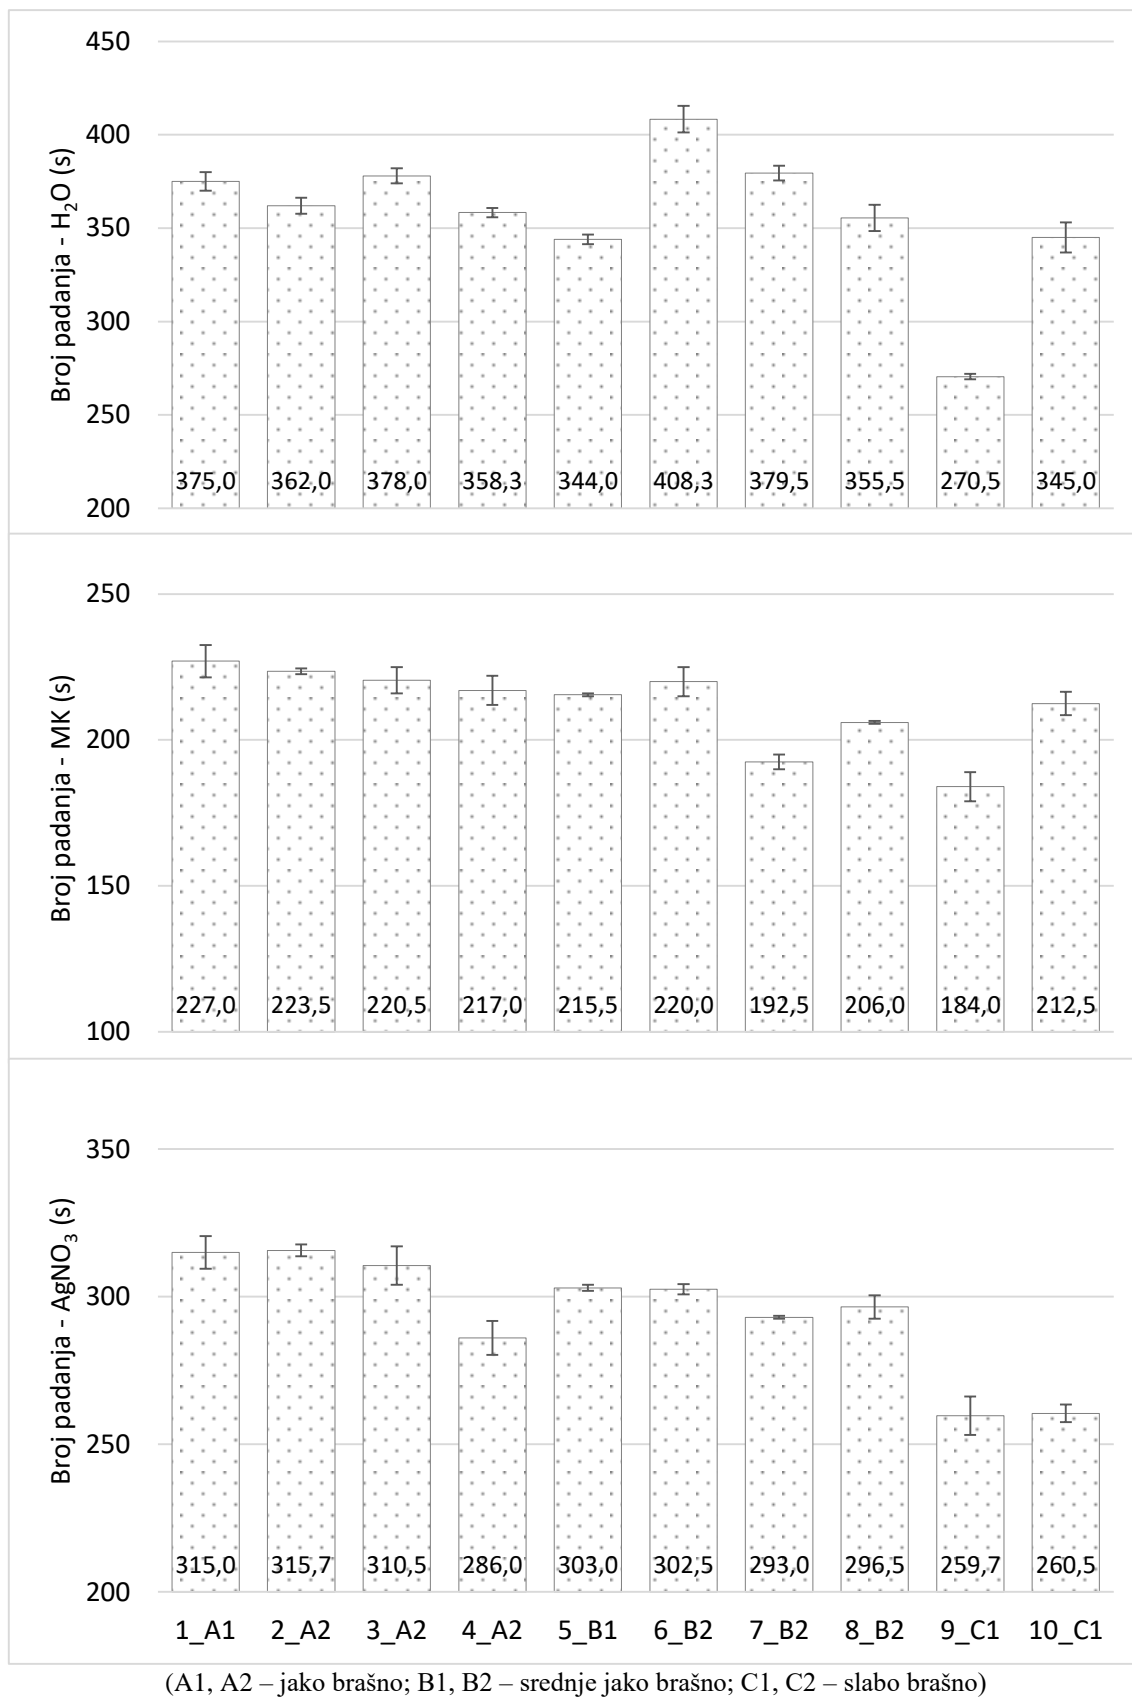 Broj padanja - H₂O (s)
450
400
350
300
250
200
375,0 362,0 378,0 358,3 344,0 408,3 379,5 355,5 270,5 345,0
Broj padanja - MK (s)
250
200
150
100
227,0 223,5 220,5 217,0 215,5 220,0 192,5 206,0 184,0 212,5
Broj padanja - AgNO₃ (s)
350
300
250
200
315,0 315,7 310,5 286,0 303,0 302,5 293,0 296,5 259,7 260,5
1_A1 2_A2 3_A2 4_A2 5_B1 6_B2 7_B2 8_B2 9_C1 10_C1
(A1, A2 – jako brašno; B1, B2 – srednje jako brašno; C1, C2 – slabo brašno)